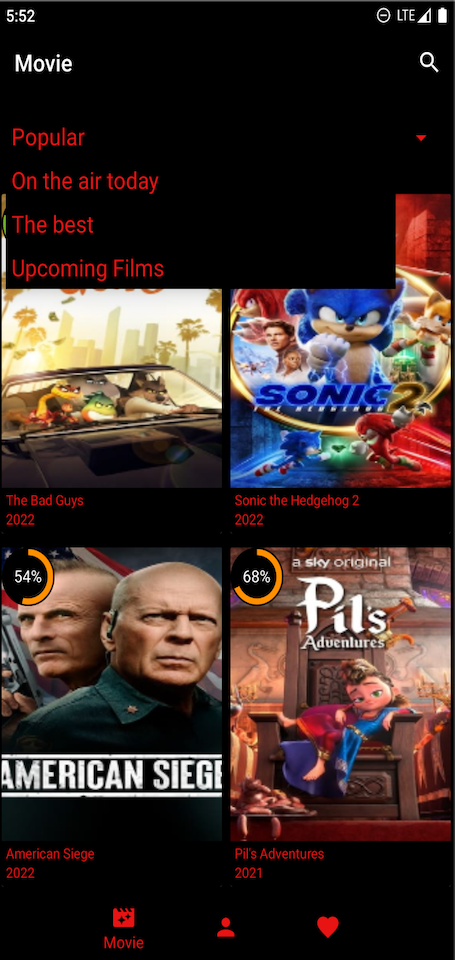 5:52
LTE
Movie
Popular
On the air today
The best
Upcoming Films
SONIC 2
THE HEDGEHOG
The Bad Guys
2022
Sonic the Hedgehog 2
2022
54%
68%
a sky original
Pil's
Adventures
AMERICAN SIEGE
American Siege
2022
Pil's Adventures
2021
Movie